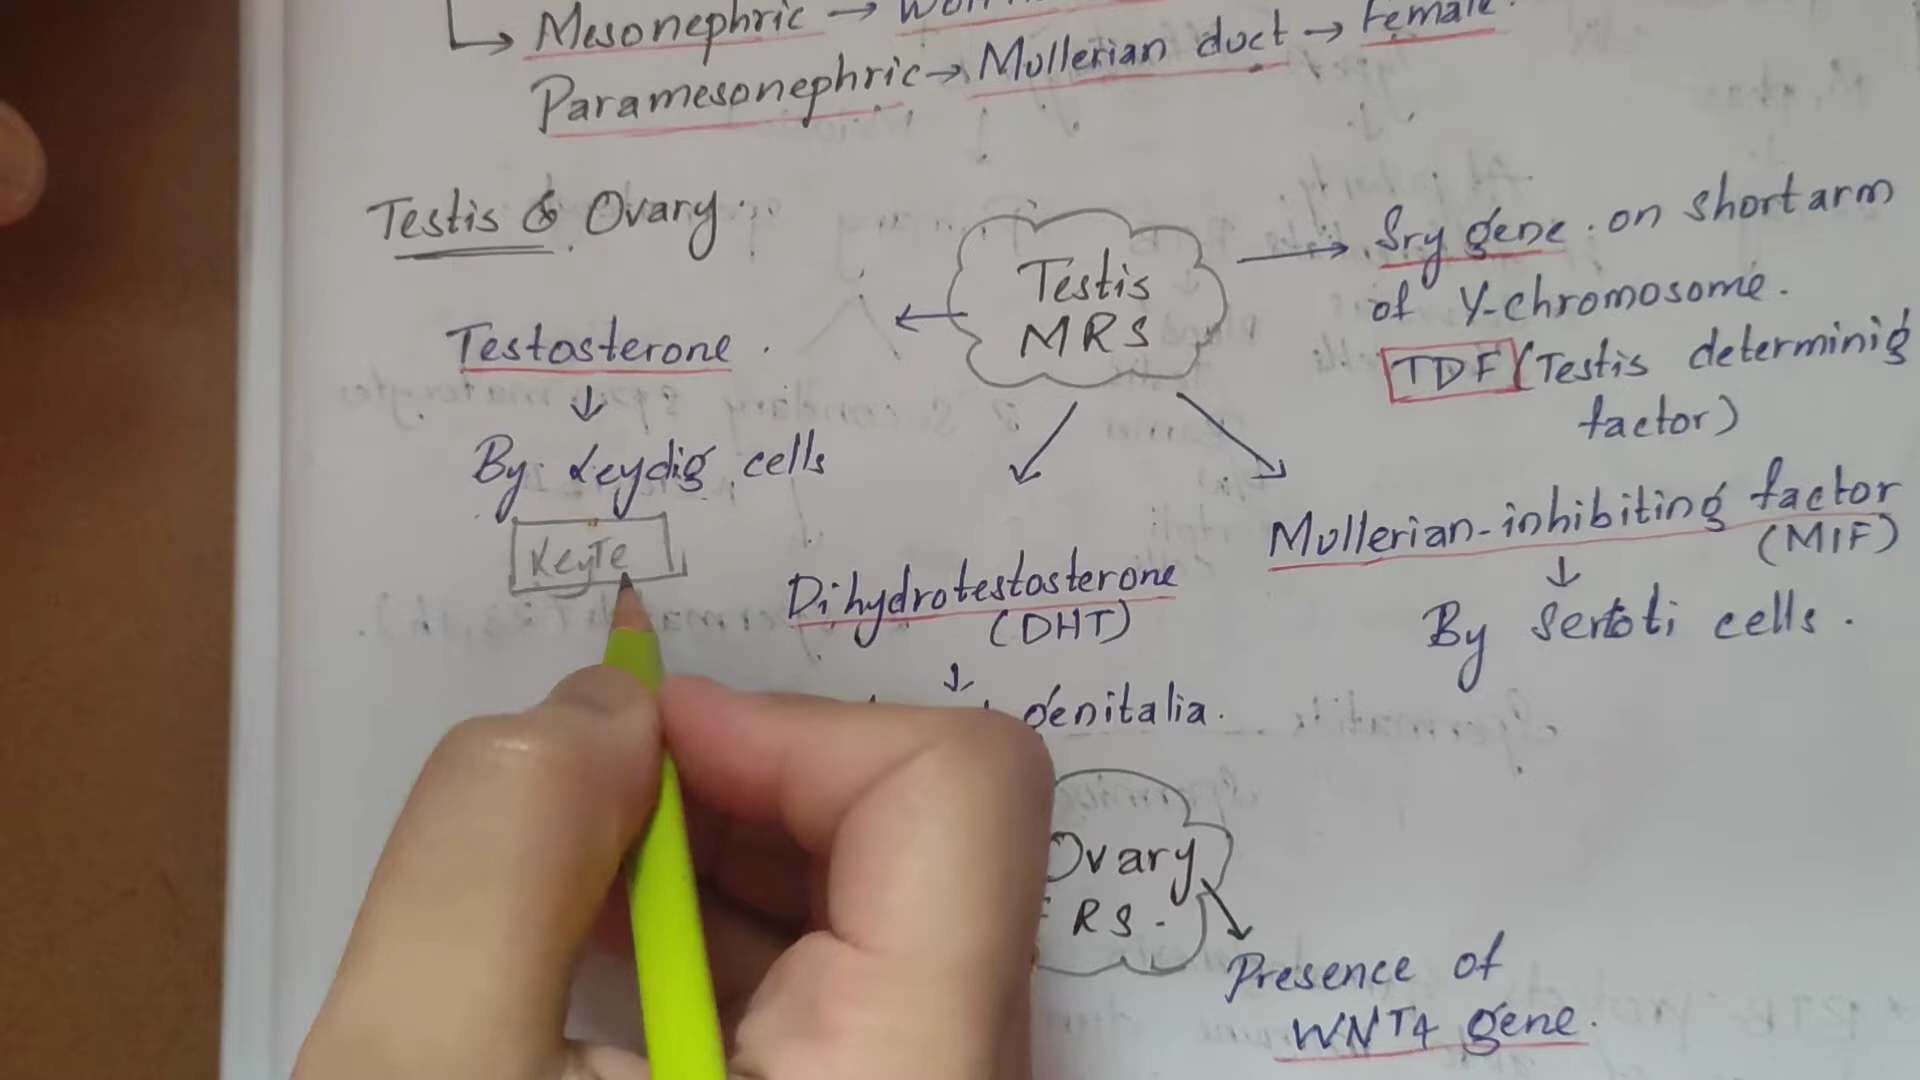 Mesonephric →
Paramesonephric → Mullerian duct → Female.
Testis & Ovary.
Testis
MRS
→ Sry gene. on short arm
of Y-chromosome.
TDF (Testis determinig
factor)
Testosterone.
↓
By Leydig cells
KeyTe
Dihydrotestosterone
(DHT)
↓
genitalia.
Mullerian-inhibiting factor
(MIF)
↓
By Sertoti cells.
Ovary
RS.
Presence of
WNT4 gene.